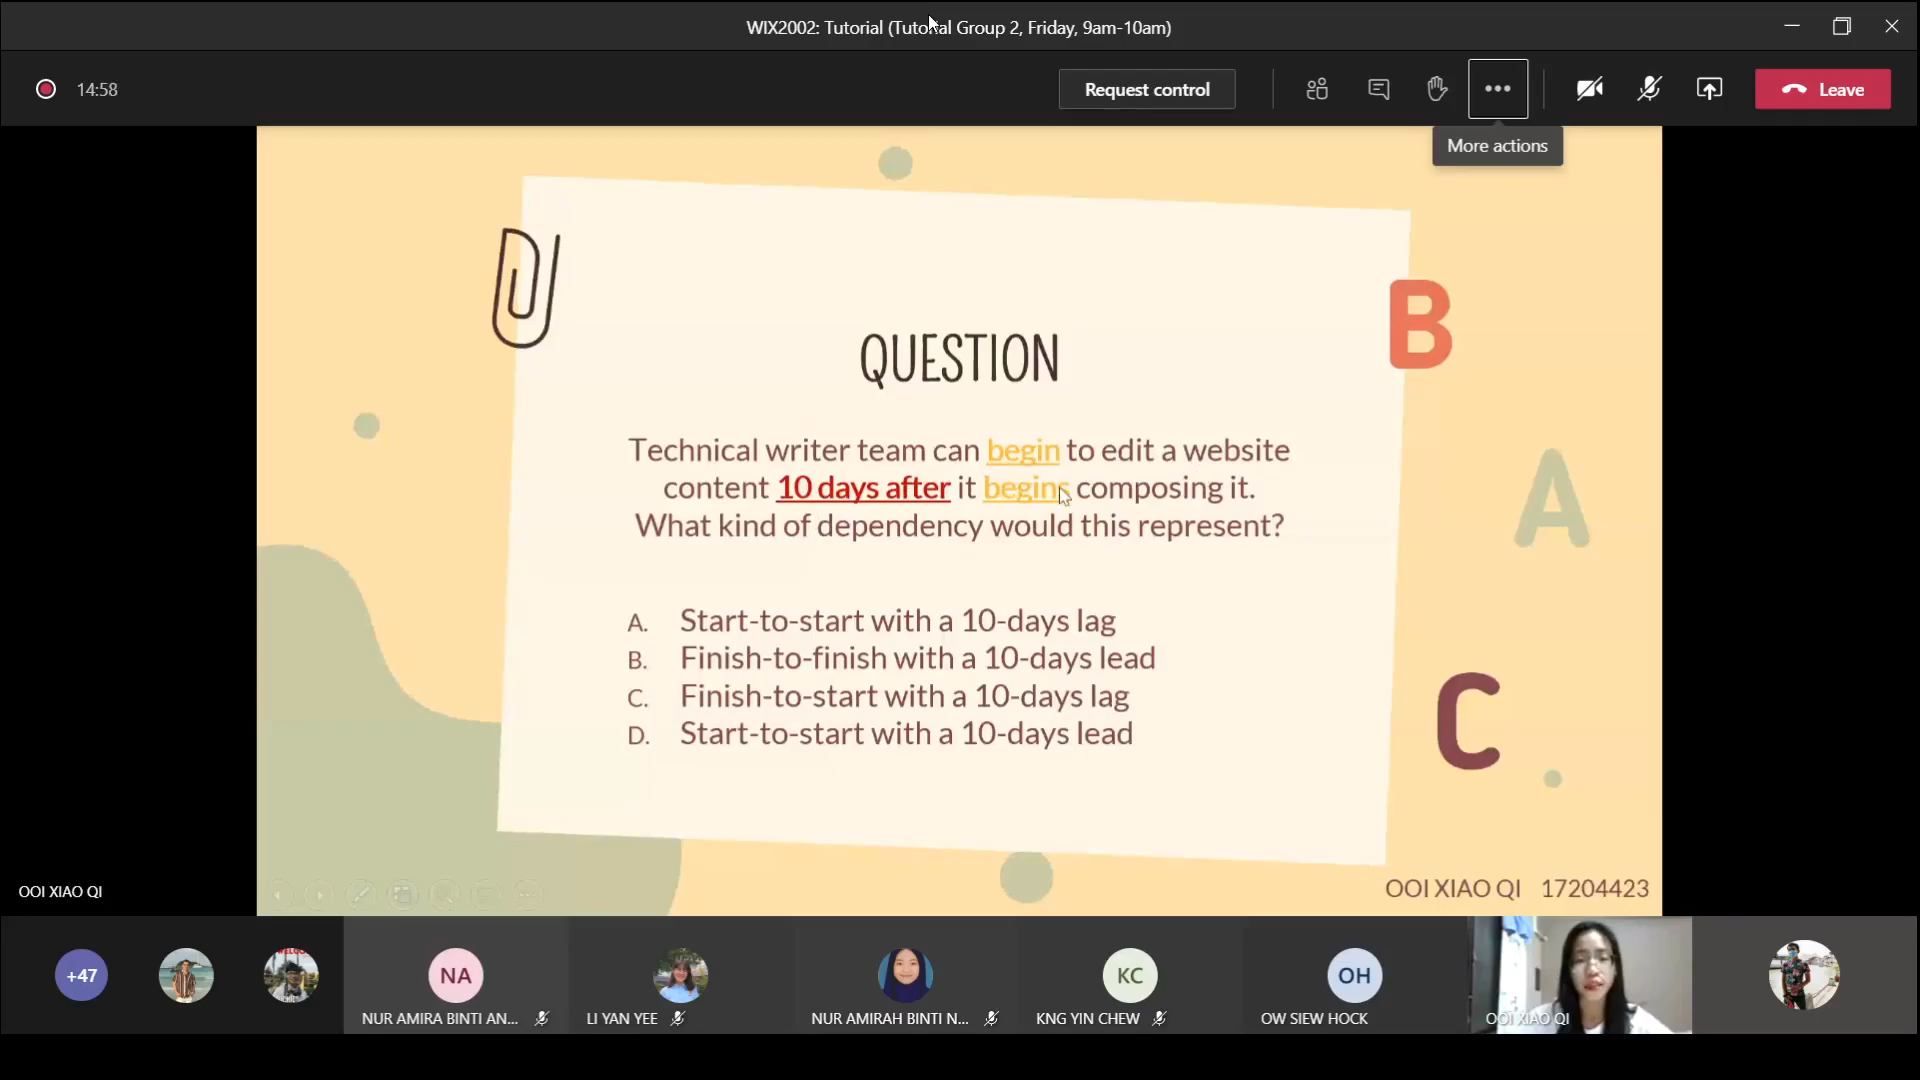 WIX2002: Tutorial (Tutorial Group 2, Friday, 9am-10am)
14:58
Request control
Leave
More actions
QUESTION
Technical writer team can begin to edit a website
content 10 days after it begins composing it.
What kind of dependency would this represent?
A. Start-to-start with a 10-days lag
B. Finish-to-finish with a 10-days lead
C. Finish-to-start with a 10-days lag
D. Start-to-start with a 10-days lead
B
A
C
OOI XIAO QI 17204423
OOI XIAO QI
+47
NA
KC
OH
NUR AMIRA BINTI AN...
LI YAN YEE
NUR AMIRAH BINTI N...
KNG YIN CHEW
OW SIEW HOCK
OOI XIAO QI